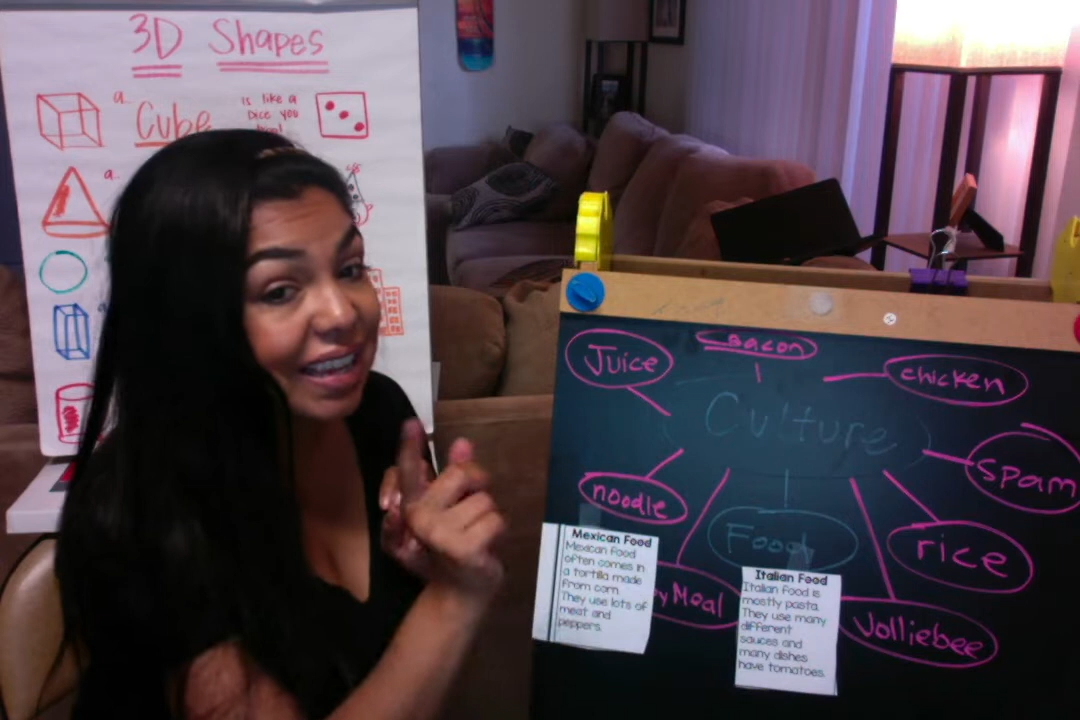 3D Shapes
a.
Cube
is like a
Dice you
a.
Juice
Bacon
chicken
Culture
Spam
noodle
Food
rice
Mexican Food
Mexican food
often comes in
a tortilla made
from corn.
They use lots of
meat and
peppers.
y Meal
Italian Food
Italian food is
mostly pasta.
They use many
different
sauces and
many dishes
have tomatoes.
Volliebee